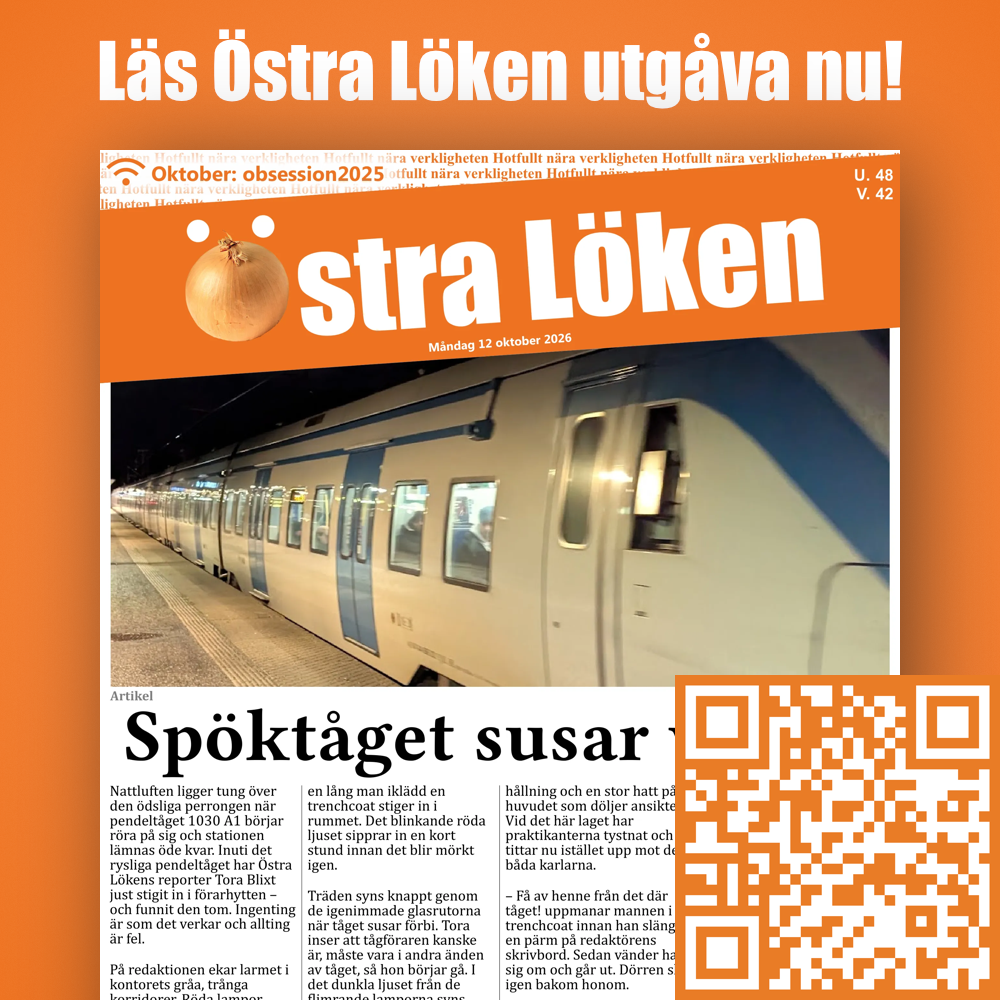 Läs Östra Löken utgåva nu!
ligheten Hotfullt nära verkligheten Hotfullt nära verkligheten Hotfullt nära verkligheten Hotfullt
Oktober: obsession2025
U. 48
V. 42
Östra Löken
Måndag 12 oktober 2026
Artikel
Spöktåget susar
Nattluften ligger tung över
den ödsliga perrongen när
pendeltåget 1030 A1 börjar
röra på sig och stationen
lämnas öde kvar. Inuti det
rysliga pendeltåget har Östra
Lökens reporter Tora Blixt
just stigit in i förarhytten –
och funnit den tom. Ingenting
är som det verkar och allting
är fel.
På redaktionen ekar larmet i
kontorets gråa, trånga
korridorer. Röda lampor
en lång man iklädd en
trenchcoat stiger in i
rummet. Det blinkande röda
ljuset sipprar in en kort
stund innan det blir mörkt
igen.
Träden syns knappt genom
de igenimmade glasrutorna
när tåget susar förbi. Tora
inser att tågföraren kanske
är, måste vara i andra änden
av tåget, så hon börjar gå. I
det dunkla ljuset från de
flimrande lamporna syns
hållning och en stor hatt på
huvudet som döljer ansikte
Vid det här laget har
praktikanterna tystnat och
tittar nu istället upp mot de
båda karlarna.
– Få av henne från det där
tåget! uppmanar mannen i
trenchcoat innan han släng
en pärm på redaktörens
skrivbord. Sedan vänder ha
sig om och går ut. Dörren s
igen bakom honom.